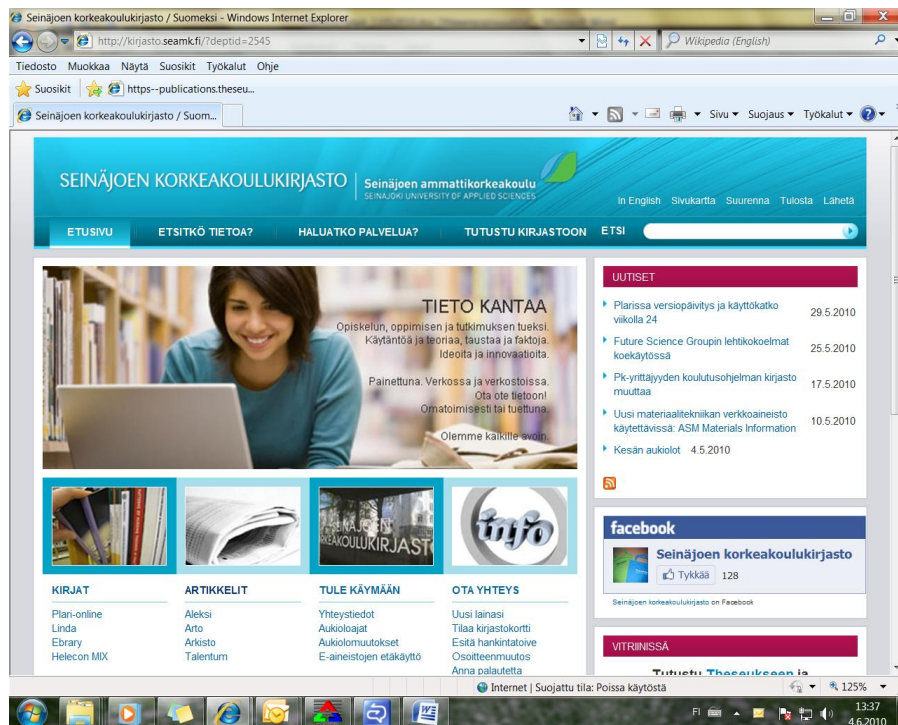 Seinäjoen korkeakoulukirjasto / Suomeksi - Windows Internet Explorer
http://kirjasto.seamk.fi/?deptid=2545
Wikipedia (English)
Tiedosto Muokkaa Näytä Suosikit Työkalut Ohje
Suosikit https--publications.theseu...
Seinäjoen korkeakoulukirjasto / Suom...
Sivu Suojaus Työkalut
SEINÄJOEN KORKEAKOULUKIRJASTO
Seinäjoen ammattikorkeakoulu
SEINÄJOKI UNIVERSITY OF APPLIED SCIENCES
In English Sivukartta Suurenna Tulosta Lähetä
ETUSIVU ETSITKÖ TIETOA? HALUATKO PALVELUA? TUTUSTU KIRJASTOON ETSI
TIETO KANTAA
Opiskelun, oppimisen ja tutkimuksen tueksi.
Käytäntöä ja teoriaa, taustaa ja faktoja.
Ideoita ja innovaatioita.
Painettuna. Verkossa ja verkostoissa.
Ota ote tietoon!
Omatoimisesti tai tuettuna.
Olemme kaikille avoin.
UUTISET
Plarissa versiopäivitys ja käyttökatko
viikolla 24
29.5.2010
Future Science Groupin lehtikokoelmat
koekäytössä
25.5.2010
Pk-yrittäjyyden koulutusohjelman kirjasto
muuttaa
17.5.2010
Uusi materiaalitekniikan verkkoaineisto
käytettävissä: ASM Materials Information
10.5.2010
Kesän aukiolot 4.5.2010
SEINÄJOEN
KORKEAKOULUKIRJASTO
info
KIRJAT
Plari-online
Linda
Ebrary
Helecon MIX
ARTIKKELIT
Aleksi
Arto
Arkisto
Talentum
TULE KÄYMÄÄN
Yhteystiedot
Aukioloajat
Aukiolomuutokset
E-aineistojen etäkäyttö
OTA YHTEYS
Uusi lainasi
Tilaa kirjastokortti
Esitä hankintatoive
Osoitteenmuutos
Anna palautetta
facebook
Seinäjoen korkeakoulukirjasto
Tykkää 128
Seinäjoen korkeakoulukirjasto on Facebook
VITRIINISSÄ
Tutustu Theseukseen ja
Internet | Suojattu tila: Poissa käytöstä
125%
FI
13:37
4.6.2010